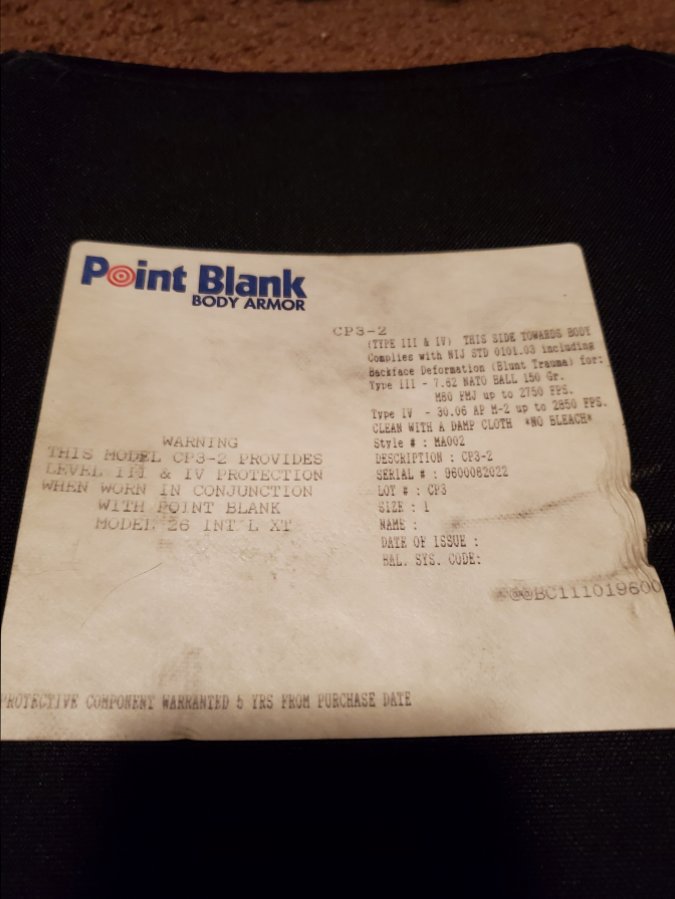 Point Blank
BODY ARMOR
CP3-2
(TYPE III & IV) THIS SIDE TOWARDS BODY
Complies with NIJ STD 0101.03 including
Backface Deformation (Blunt Trauma) for:
Type III - 7.62 NATO BALL 150 Gr.
M80 FMJ up to 2750 FPS.
Type IV - 30.06 AP M-2 up to 2850 FPS.
CLEAN WITH A DAMP CLOTH *NO BLEACH*
Style # : MA002
DESCRIPTION : CP3-2
SERIAL # : 0600082022
LOT # : CP3
SIZE : 1
NAME :
DATE OF ISSUE :
BAL. SYS. CODE:
@@BC111019600
WARNING
THIS MODEL CP3-2 PROVIDES
LEVEL III & IV PROTECTION
WHEN WORN IN CONJUNCTION
WITH POINT BLANK
MODEL 26 INT'L XT
PROTECTIVE COMPONENT WARRANTED 5 YRS FROM PURCHASE DATE